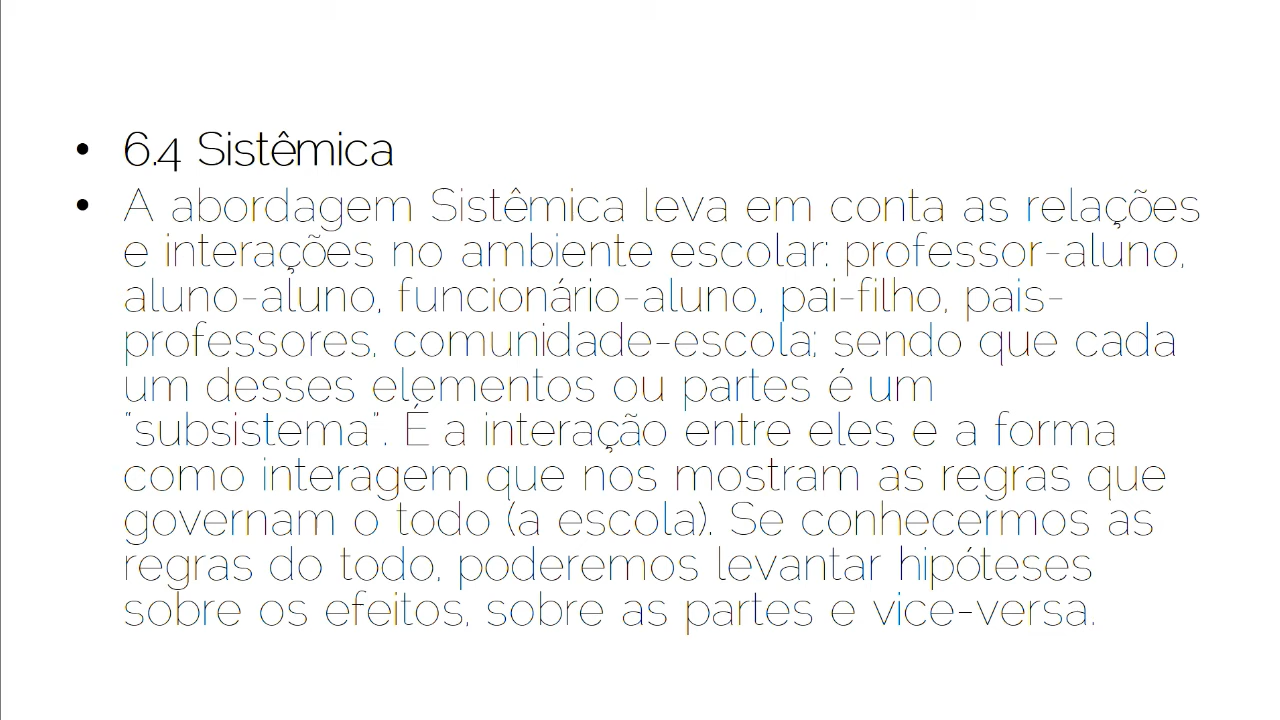 • 6.4 Sistêmica
• A abordagem Sistêmica leva em conta as relações
e interações no ambiente escolar: professor-aluno,
aluno-aluno, funcionário-aluno, pai-filho, pais-
professores, comunidade-escola; sendo que cada
um desses elementos ou partes é um
"subsistema". É a interação entre eles e a forma
como interagem que nos mostram as regras que
governam o todo (a escola). Se conhecermos as
regras do todo, poderemos levantar hipóteses
sobre os efeitos, sobre as partes e vice-versa.